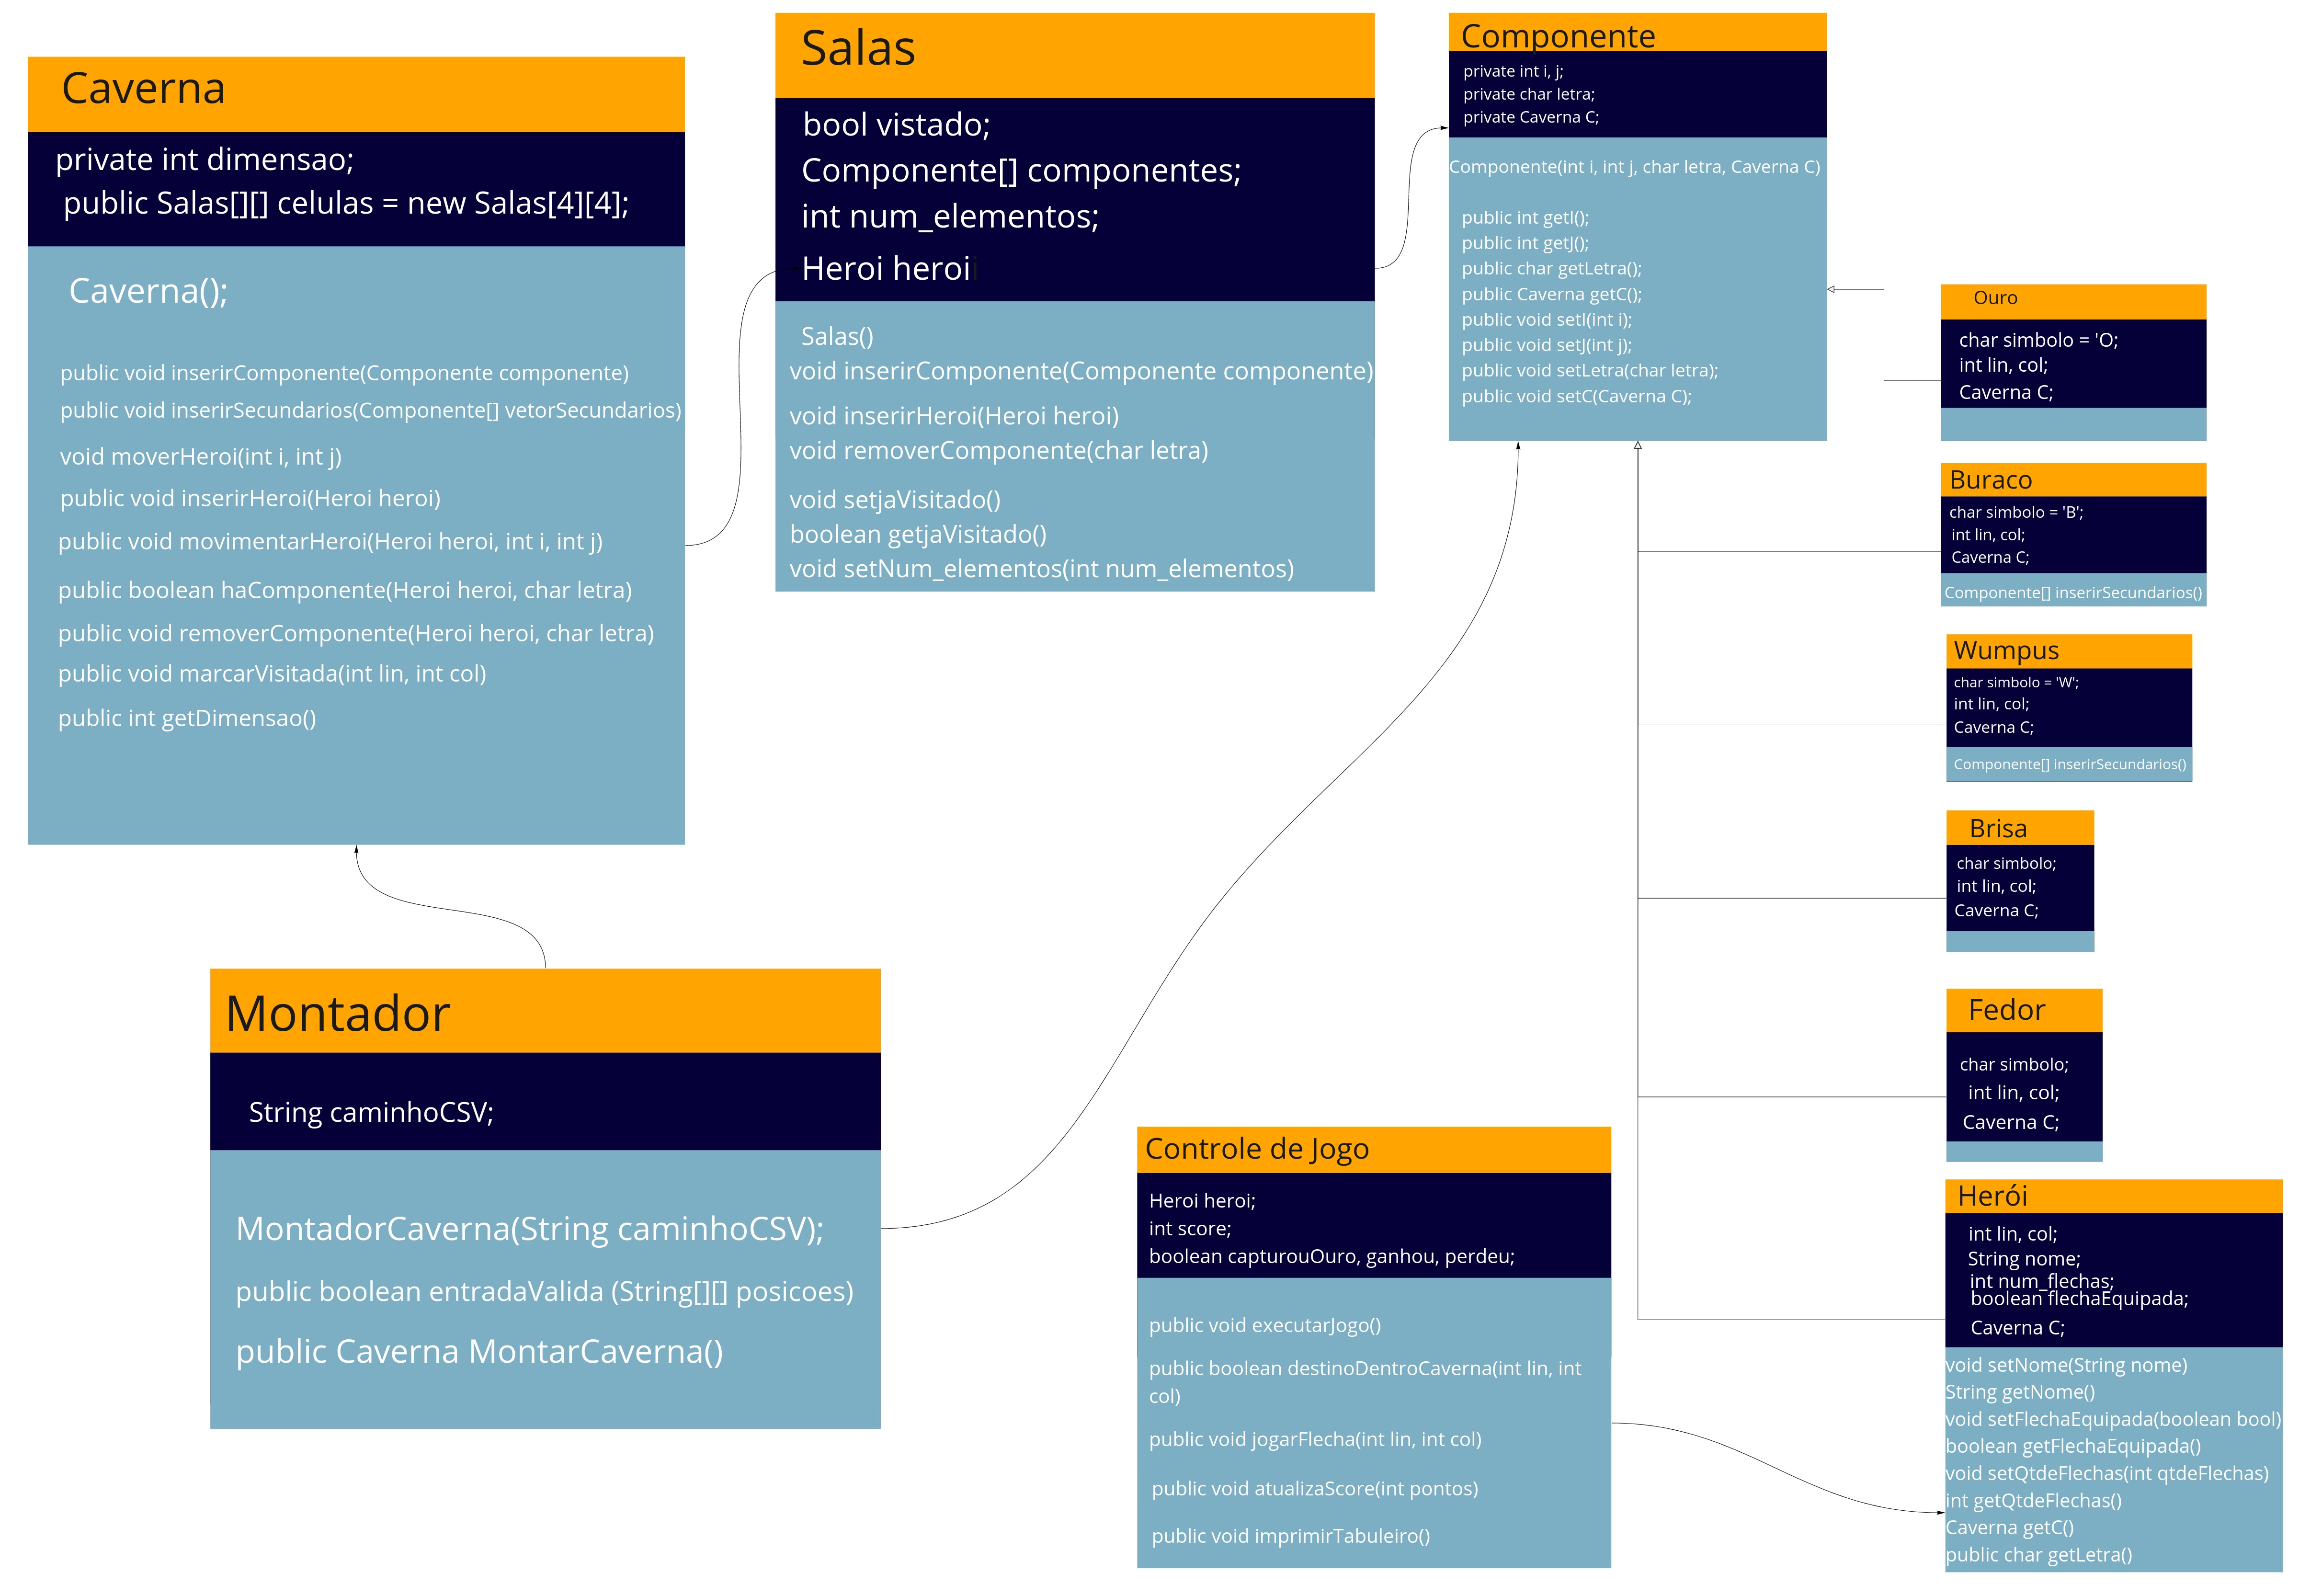 Caverna
private int dimensao;
public Salas[][] celulas = new Salas[4][4];
Caverna();
public void inserirComponente(Componente componente)
public void inserirSecundarios(Componente[] vetorSecundarios)
void moverHeroi(int i, int j)
public void inserirHeroi(Heroi heroi)
public void movimentarHeroi(Heroi heroi, int i, int j)
public boolean haComponente(Heroi heroi, char letra)
public void removerComponente(Heroi heroi, char letra)
public void marcarVisitada(int lin, int col)
public int getDimensao()
Salas
bool vistado;
Componente[] componentes;
int num_elementos;
Heroi heroii
Salas()
void inserirComponente(Componente componente)
void inserirHeroi(Heroi heroi)
void removerComponente(char letra)
void setjaVisitado()
boolean getjaVisitado()
void setNum_elementos(int num_elementos)
Componente
private int i, j;
private char letra;
private Caverna C;
Componente(int i, int j, char letra, Caverna C)
public int getI();
public int getJ();
public char getLetra();
public Caverna getC();
public void setI(int i);
public void setJ(int j);
public void setLetra(char letra);
public void setC(Caverna C);
Ouro
char simbolo = 'O;
int lin, col;
Caverna C;
Buraco
char simbolo = 'B';
int lin, col;
Caverna C;
Componente[] inserirSecundarios()
Wumpus
char simbolo = 'W';
int lin, col;
Caverna C;
Componente[] inserirSecundarios()
Brisa
char simbolo;
int lin, col;
Caverna C;
Fedor
char simbolo;
int lin, col;
Caverna C;
Montador
String caminhoCSV;
MontadorCaverna(String caminhoCSV);
public boolean entradaValida (String[][] posicoes)
public Caverna MontarCaverna()
Controle de Jogo
Heroi heroi;
int score;
boolean capturouOuro, ganhou, perdeu;
public void executarJogo()
public boolean destinoDentroCaverna(int lin, int
col)
public void jogarFlecha(int lin, int col)
public void atualizaScore(int pontos)
public void imprimirTabuleiro()
Herói
int lin, col;
String nome;
int num_flechas;
boolean flechaEquipada;
Caverna C;
void setNome(String nome)
String getNome()
void setFlechaEquipada(boolean bool)
boolean getFlechaEquipada()
void setQtdeFlechas(int qtdeFlechas)
int getQtdeFlechas()
Caverna getC()
public char getLetra()